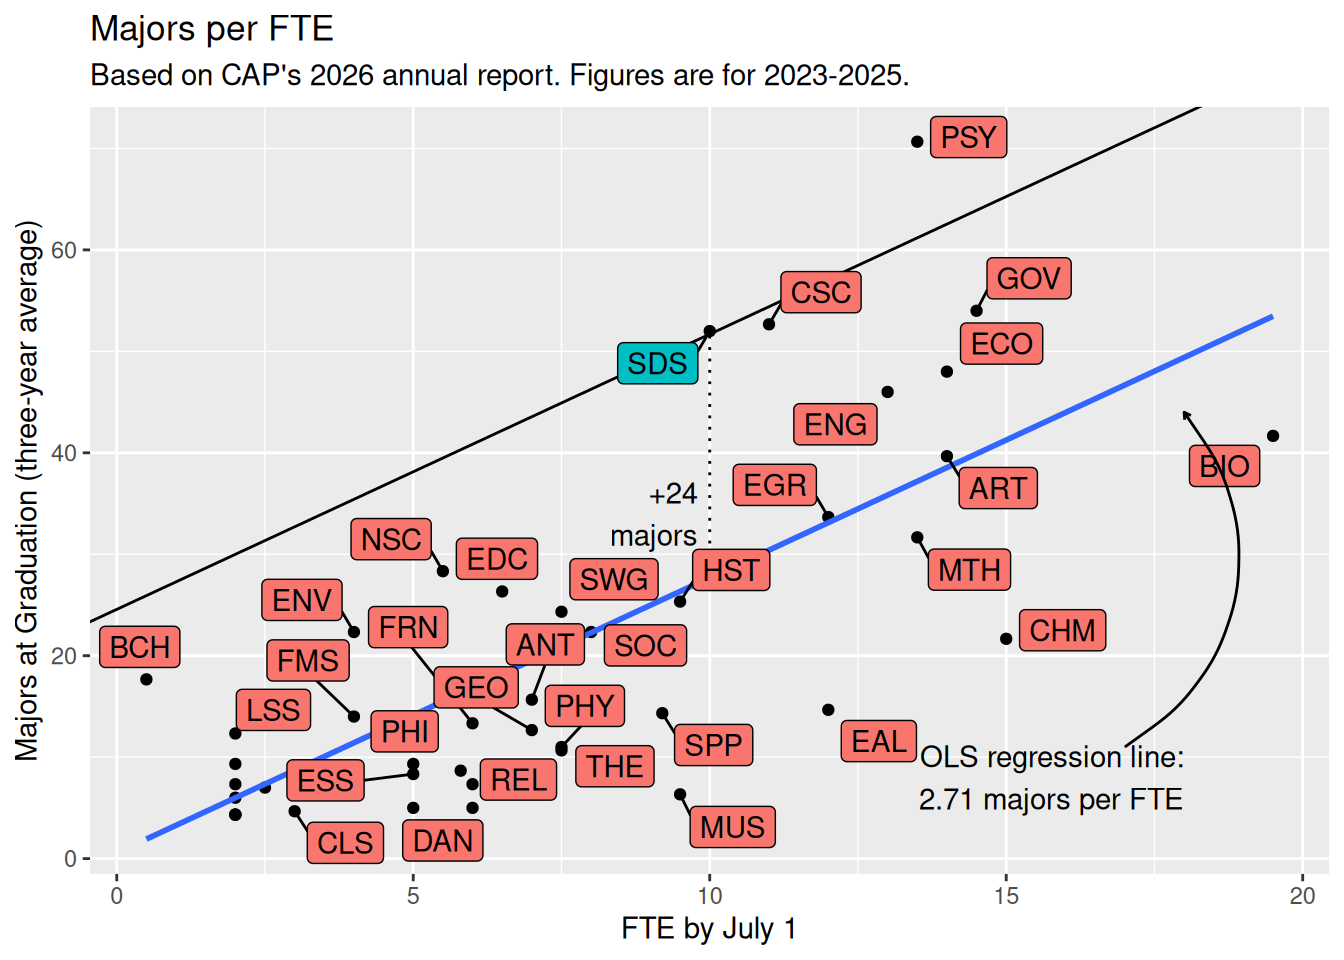 Majors per FTE
Based on CAP's 2026 annual report. Figures are for 2023-2025.
Majors at Graduation (three-year average)
60
40
20
0
PSY
GOV
CSC
ECO
SDS
ENG
BIO
EGR
ART
+24
majors
NSC
EDC
HST
MTH
SWG
ENV
FRN
CHM
BCH
ANT
SOC
FMS
GEO
LSS
PHY
PHI
SPP
EAL
THE
ESS
REL
OLS regression line:
2.71 majors per FTE
MUS
CLS
DAN
0
5
10
15
20
FTE by July 1